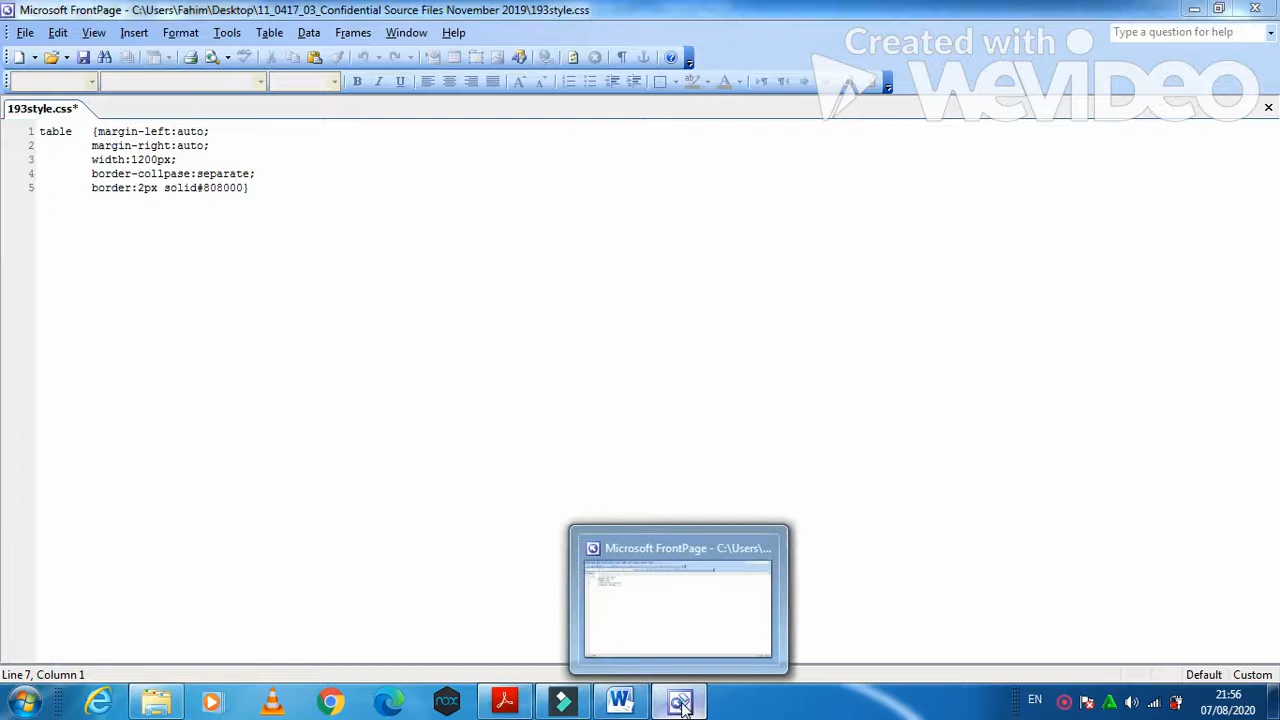 Microsoft FrontPage - C:\Users\Fahim\Desktop\11_0417_03_Confidential Source Files November 2019\193style.css
File Edit View Insert Format Tools Table Data Frames Window Help
Type a question for help
Created with
WEVIDEO
B I U A A A
193style.css*
1 table {margin-left:auto;
2 margin-right:auto;
3 width:1200px;
4 border-collpase:separate;
5 border:2px solid#808000}
Microsoft FrontPage - C:\Users\...
Line 7, Column 1
Default Custom
nox
W
EN
21:56
07/08/2020